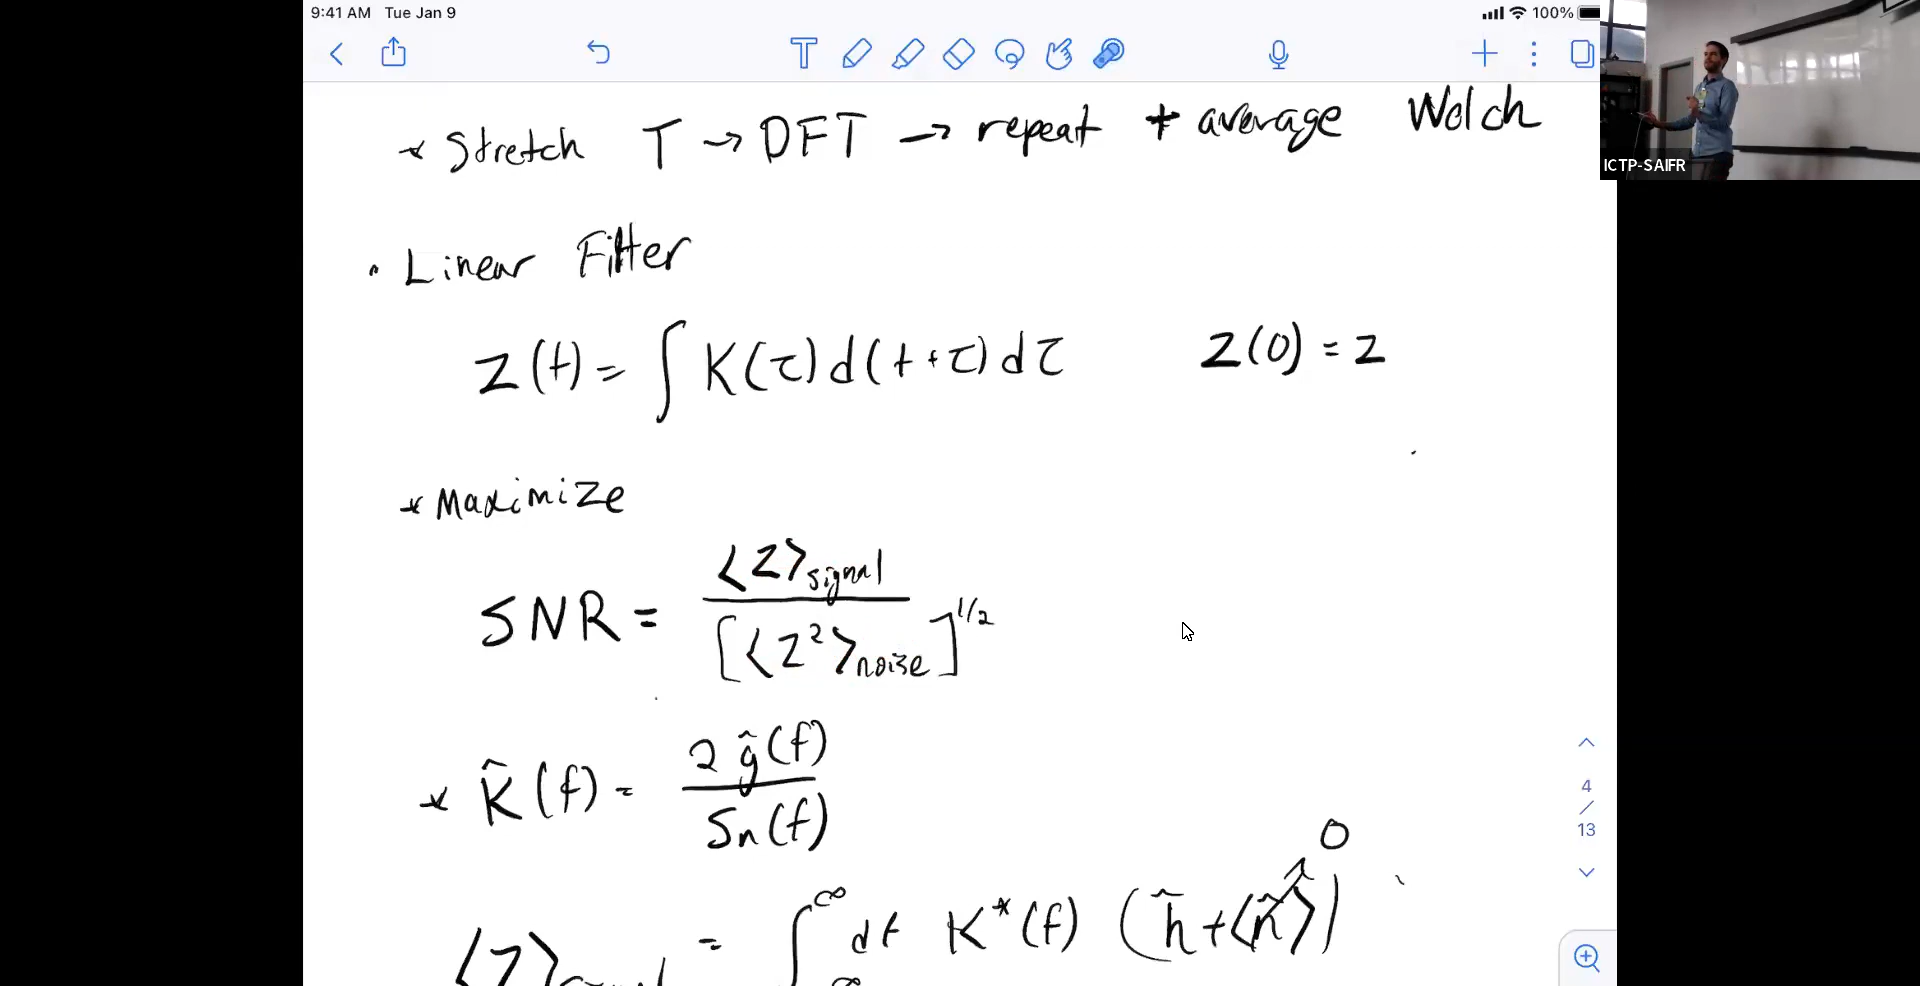 9:41 AM Tue Jan 9 100%
ICTP-SAIFR
* Stretch T → DFT → repeat + average Welch
• Linear Filter
Z(t) = ∫ K(τ) d(t+τ) dτ Z(0) = Z
* Maximize
SNR = <Z>signal / [<Z²>noise]^1/2
* K̂(f) = 2 ĝ(f) / Sn(f)
0
= ∫ ∞ df K*(f) (ĥ + <n̂>)
4
/
13